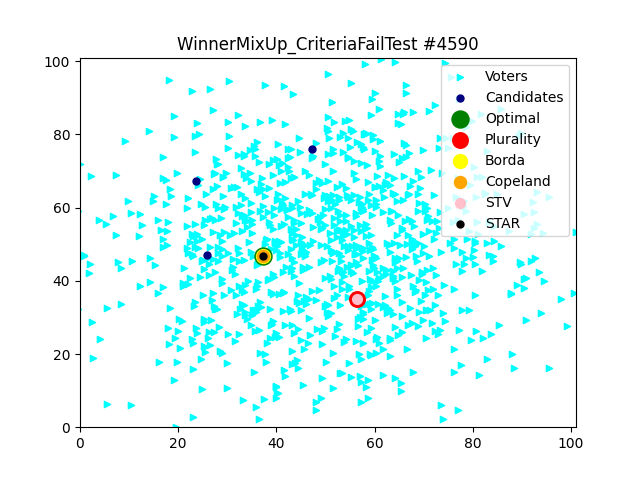 WinnerMixUp_CriteriaFailTest #4590
100
80
60
40
20
0
0 20 40 60 80 100
Voters
Candidates
Optimal
Plurality
Borda
Copeland
STV
STAR